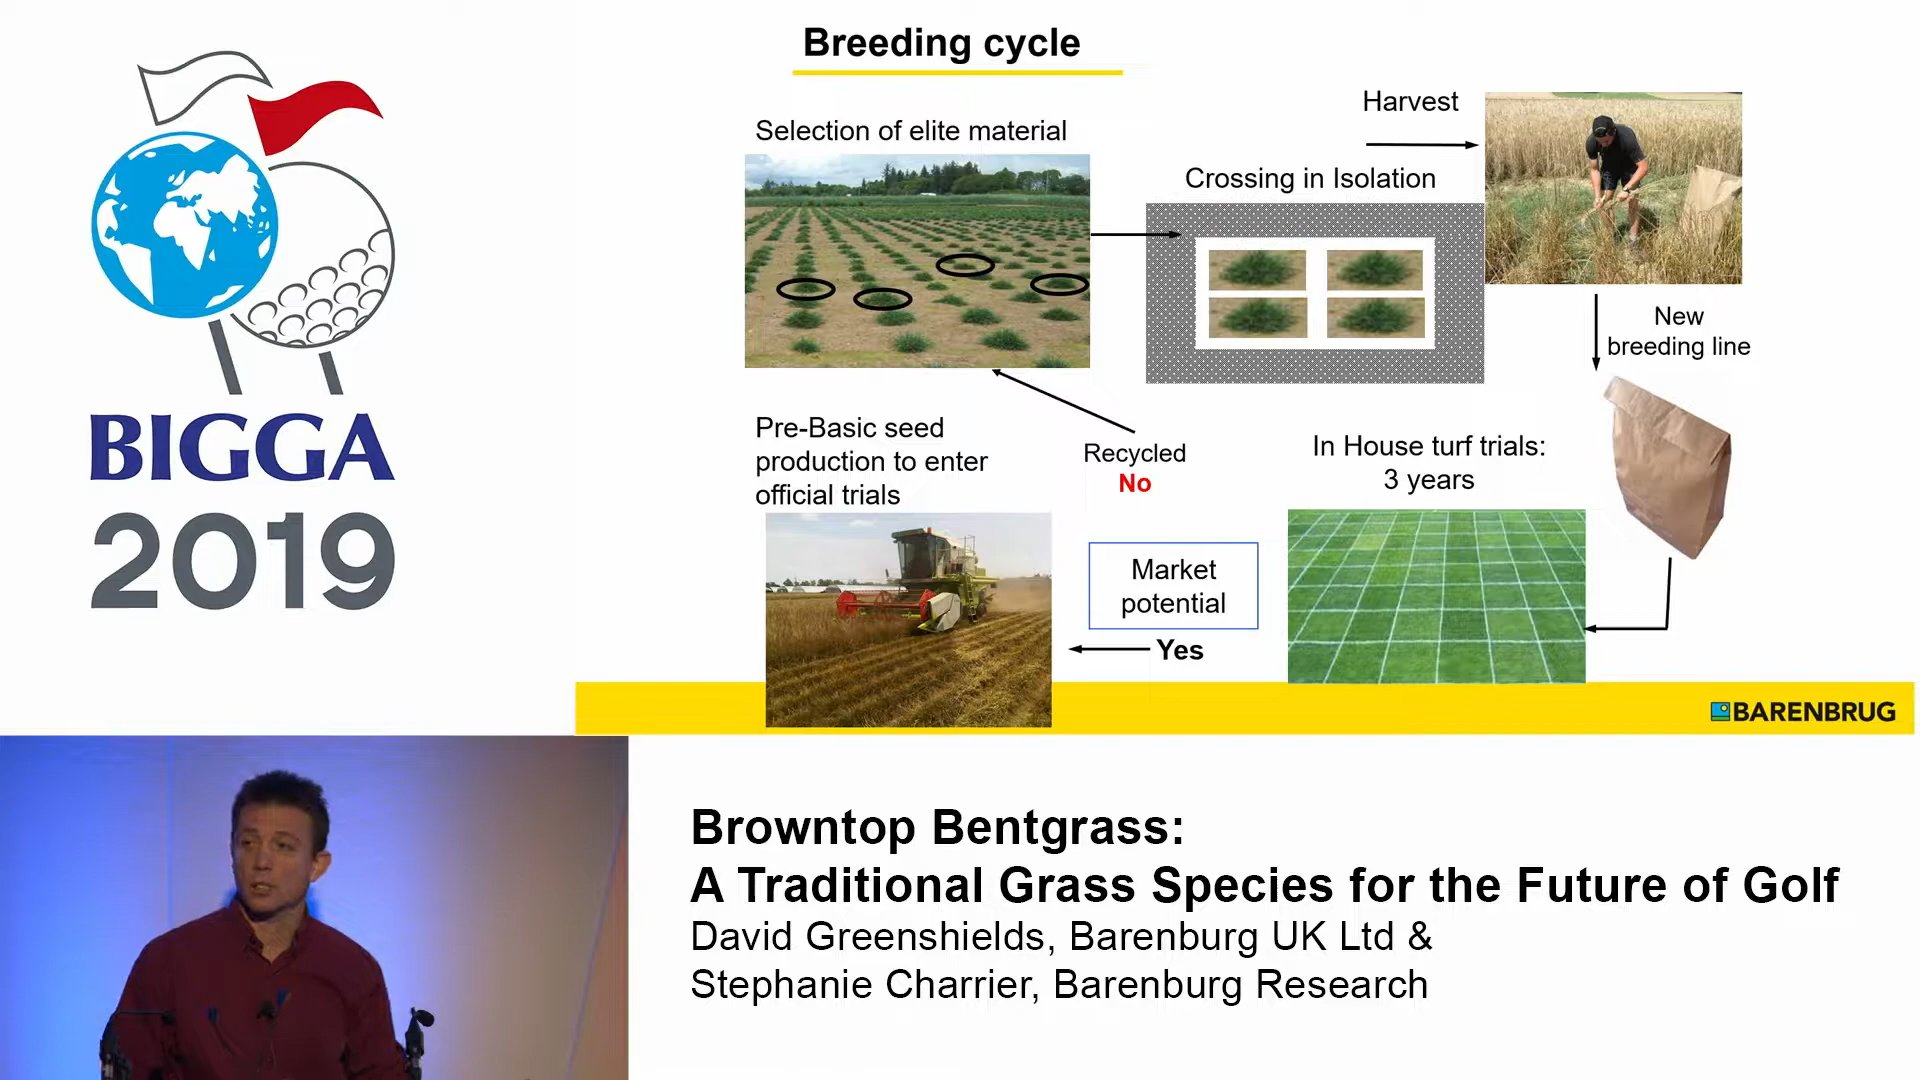 BIGGA
2019
Breeding cycle
Selection of elite material
Harvest
Crossing in Isolation
New
breeding line
Pre-Basic seed
production to enter
official trials
Recycled
No
In House turf trials:
3 years
Market
potential
Yes
BARENBRUG
Browntop Bentgrass:
A Traditional Grass Species for the Future of Golf
David Greenshields, Barenburg UK Ltd &
Stephanie Charrier, Barenburg Research